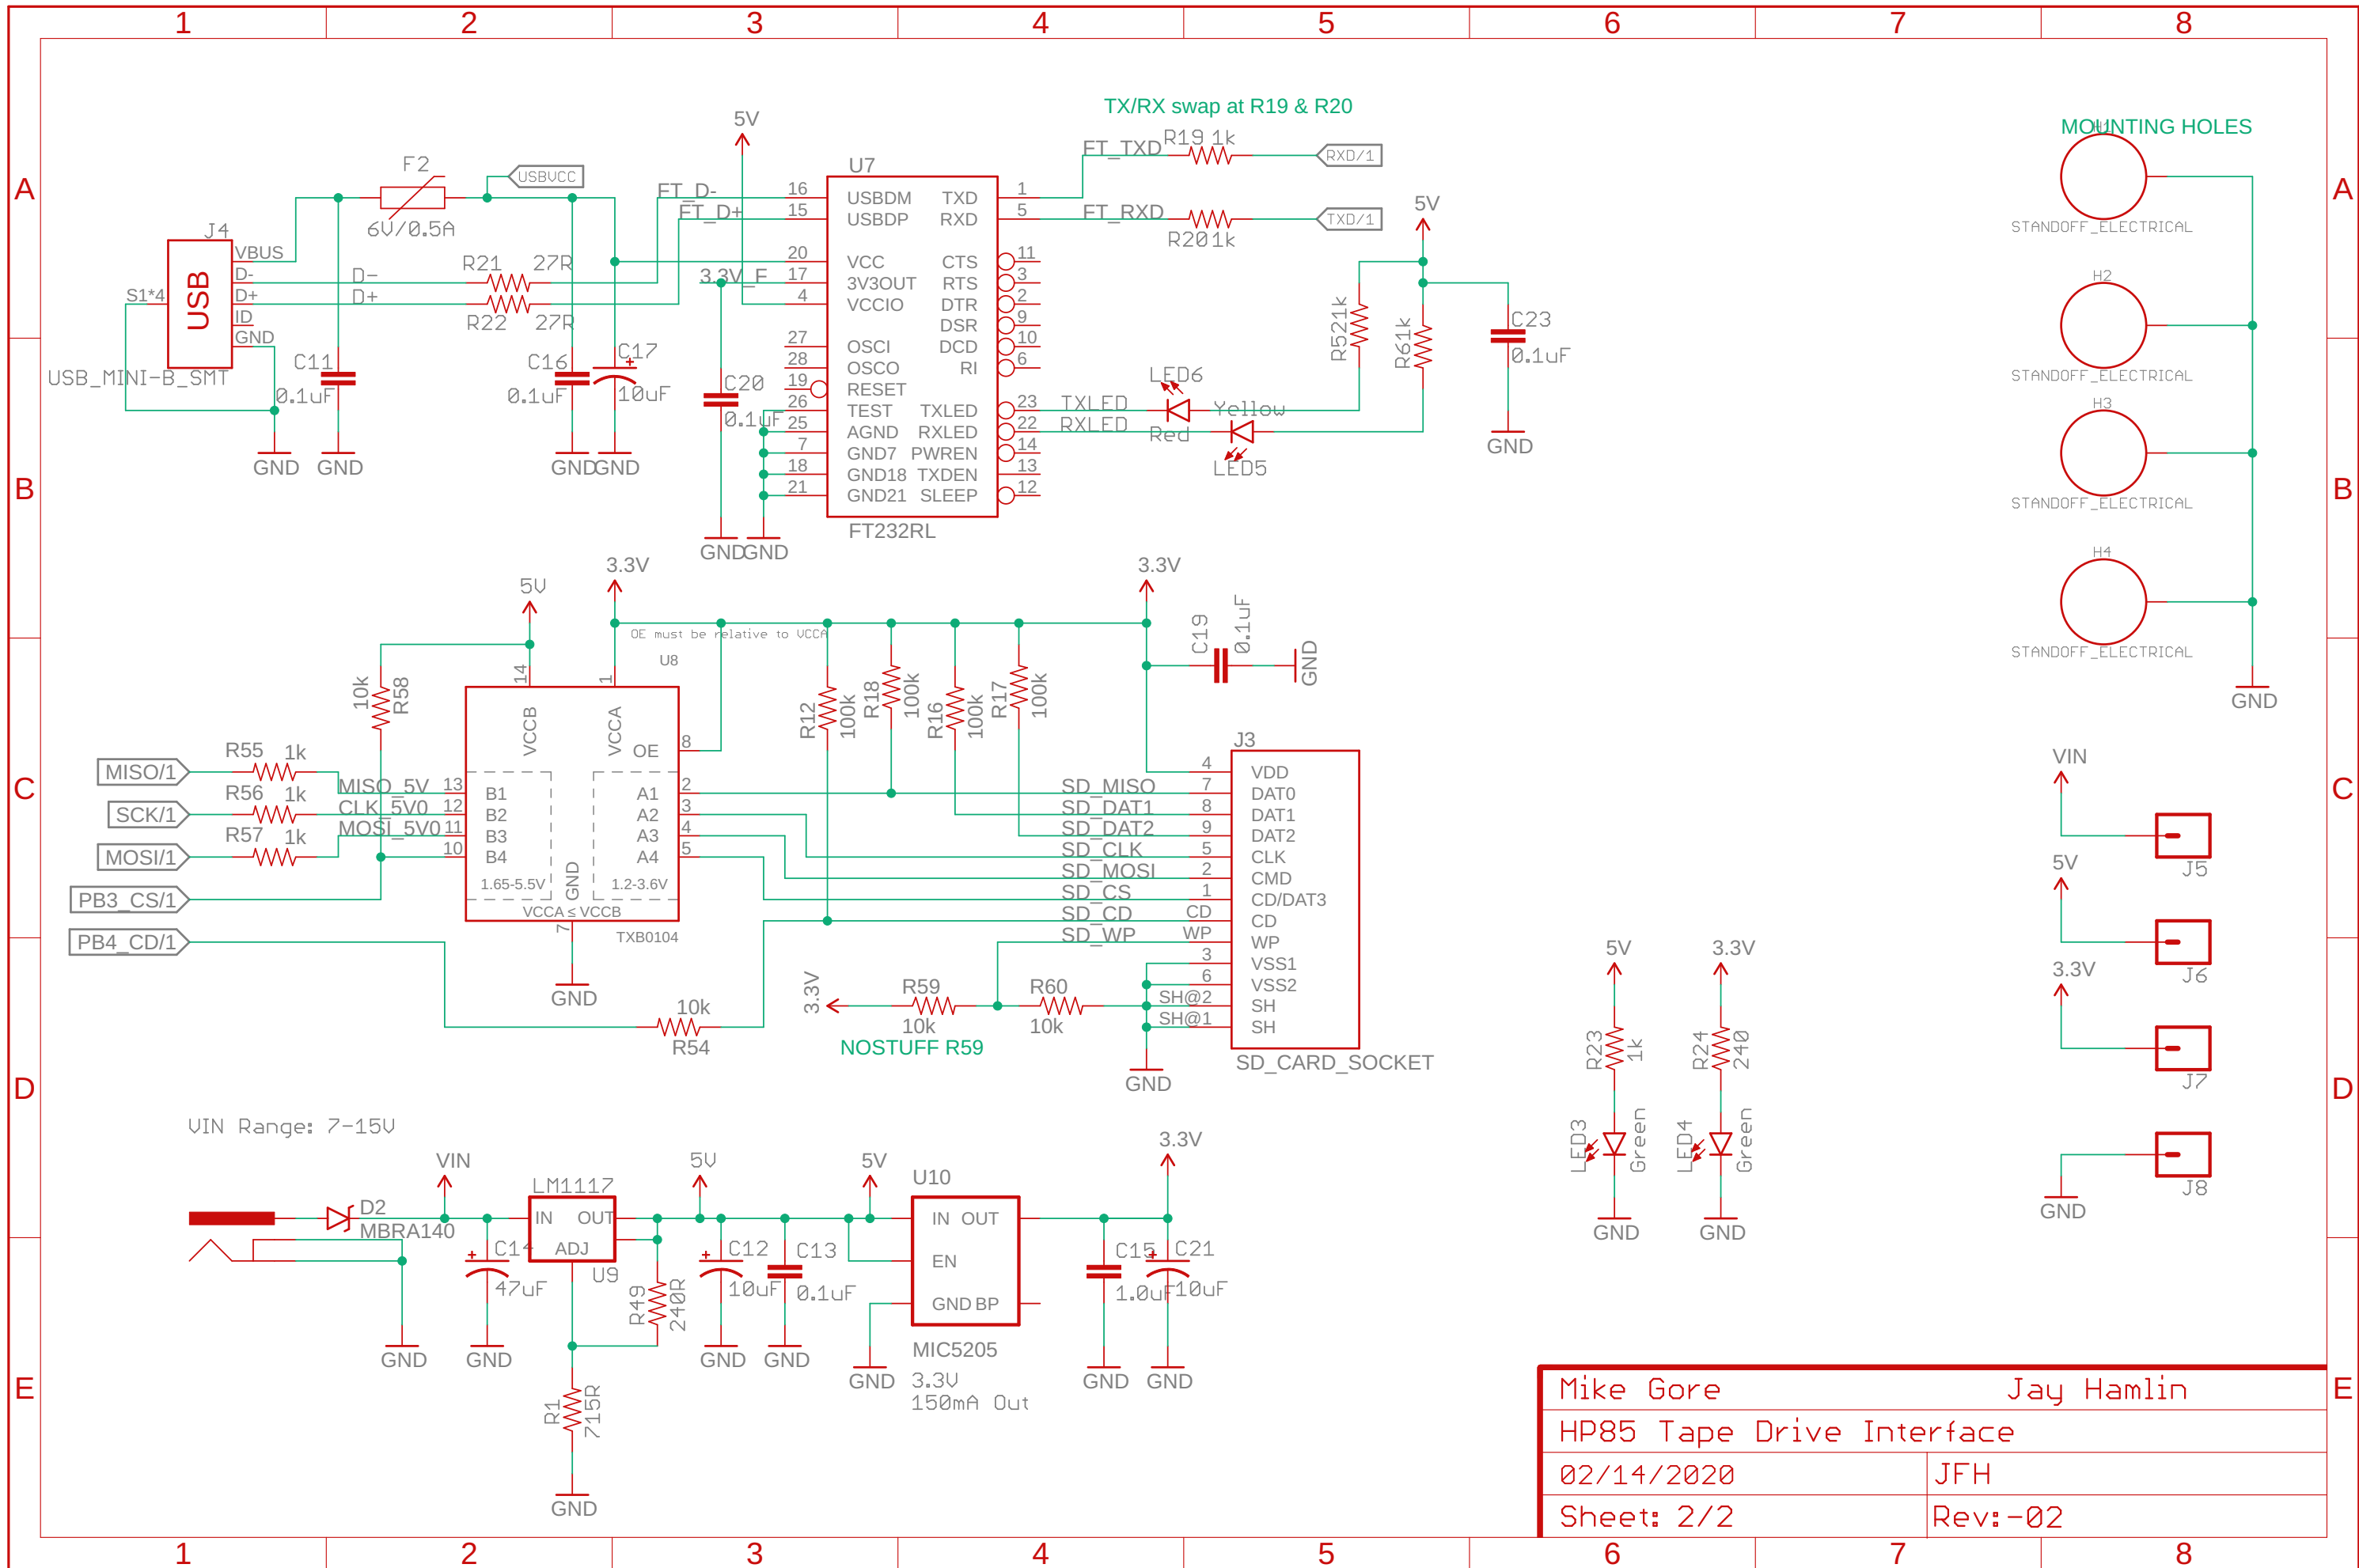 1 2 3 4 5 6 7 8
A A
B B
C C
D D
E E
TX/RX swap at R19 & R20
MOUNTING HOLES
5V
F2
USBVCC
6V/0.5A
J4
VBUS
D-
D+
ID
GND
S1*4
USB
USB_MINI-B_SMT
D-
D+
R21 27R
R22 27R
C11
0.1uF
C16
0.1uF
C17
10uF
GND GND GND GND
FT_D-
FT_D+
3.3V_F
C20
0.1uF
GND GND
U7
16 USBDM TXD 1
15 USBDP RXD 5
20 VCC CTS 11
17 3V3OUT RTS 3
4 VCCIO DTR 2
DSR 9
27 OSCI DCD 10
28 OSCO RI 6
19 RESET
26 TEST TXLED 23
25 AGND RXLED 22
7 GND7 PWREN 14
18 GND18 TXDEN 13
21 GND21 SLEEP 12
FT232RL
FT_TXD R19 1k RXD/1
FT_RXD R20 1k TXD/1
5V
R52 1k
R6 1k
C23
0.1uF
GND
LED6
TXLED Yellow
RXLED Red
LED5
H1
STANDOFF_ELECTRICAL
H2
STANDOFF_ELECTRICAL
H3
STANDOFF_ELECTRICAL
H4
STANDOFF_ELECTRICAL
GND
5V
3.3V
3.3V
OE must be relative to VCCA
U8
10k
R58
14 1
VCCB VCCA
OE 8
MISO/1 R55 1k MISO_5V 13 B1 A1 2
SCK/1 R56 1k CLK_5V0 12 B2 A2 3
MOSI/1 R57 1k MOSI_5V0 11 B3 A3 4
10 B4 A4 5
GND
1.65-5.5V 1.2-3.6V
VCCA ≤ VCCB
7
TXB0104
GND
PB3_CS/1
PB4_CD/1
10k
R54
R12 100k
R18 100k
R16 100k
R17 100k
C19
0.1uF
GND
J3
4 VDD
SD_MISO 7 DAT0
SD_DAT1 8 DAT1
SD_DAT2 9 DAT2
SD_CLK 5 CLK
SD_MOSI 2 CMD
SD_CS 1 CD/DAT3
SD_CD CD CD
SD_WP WP WP
3 VSS1
6 VSS2
SH@2 SH
SH@1 SH
SD_CARD_SOCKET
3.3V
R59
10k
R60
10k
NOSTUFF R59
GND
VIN
J5
5V
J6
3.3V
J7
J8
GND
5V 3.3V
R23 1k
R24 240
LED3 Green
LED4 Green
GND GND
VIN Range: 7-15V
VIN
D2
MBRA140
GND
C14
47uF
GND
LM1117
IN OUT
ADJ
U9
R49
240R
R1
715R
GND
5V
C12
10uF
GND
C13
0.1uF
GND
5V
U10
IN OUT
EN
GND BP
MIC5205
3.3V
150mA Out
GND
3.3V
C15
1.0uF
GND
C21
10uF
GND
Mike Gore Jay Hamlin
HP85 Tape Drive Interface
02/14/2020 JFH
Sheet: 2/2 Rev:-02
1 2 3 4 5 6 7 8